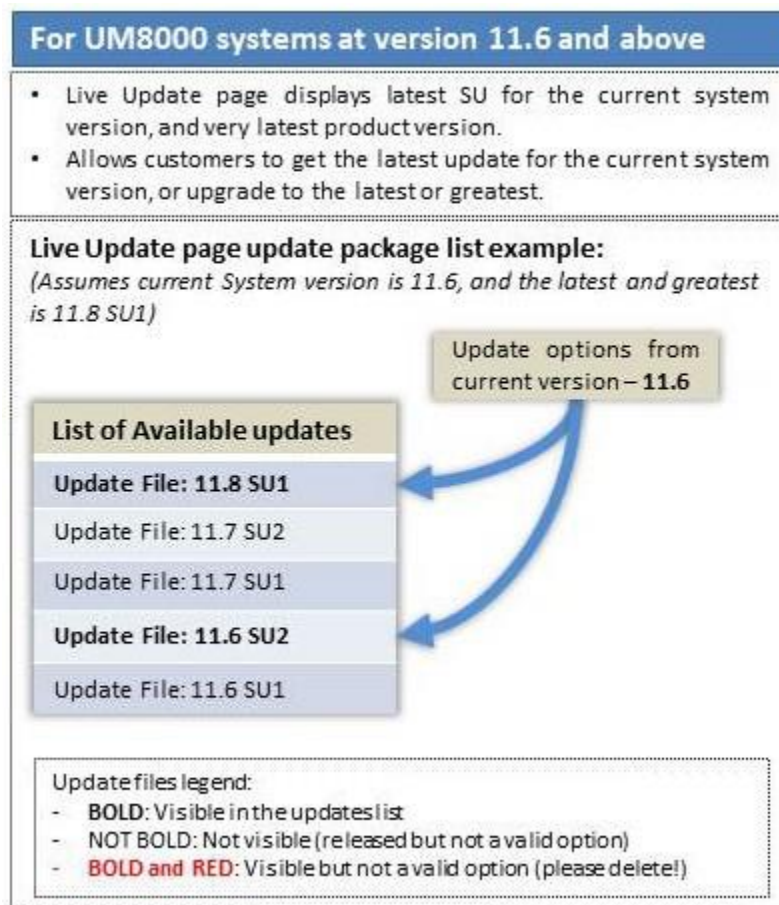 For UM8000 systems at version 11.6 and above
• Live Update page displays latest SU for the current system
version, and very latest product version.
• Allows customers to get the latest update for the current system
version, or upgrade to the latest or greatest.
Live Update page update package list example:
(Assumes current System version is 11.6, and the latest and greatest
is 11.8 SU1)
Update options from
current version – 11.6
List of Available updates
Update File: 11.8 SU1
Update File: 11.7 SU2
Update File: 11.7 SU1
Update File: 11.6 SU2
Update File: 11.6 SU1
Update files legend:
- BOLD: Visible in the updates list
- NOT BOLD: Not visible (released but not a valid option)
- BOLD and RED: Visible but not a valid option (please delete!)